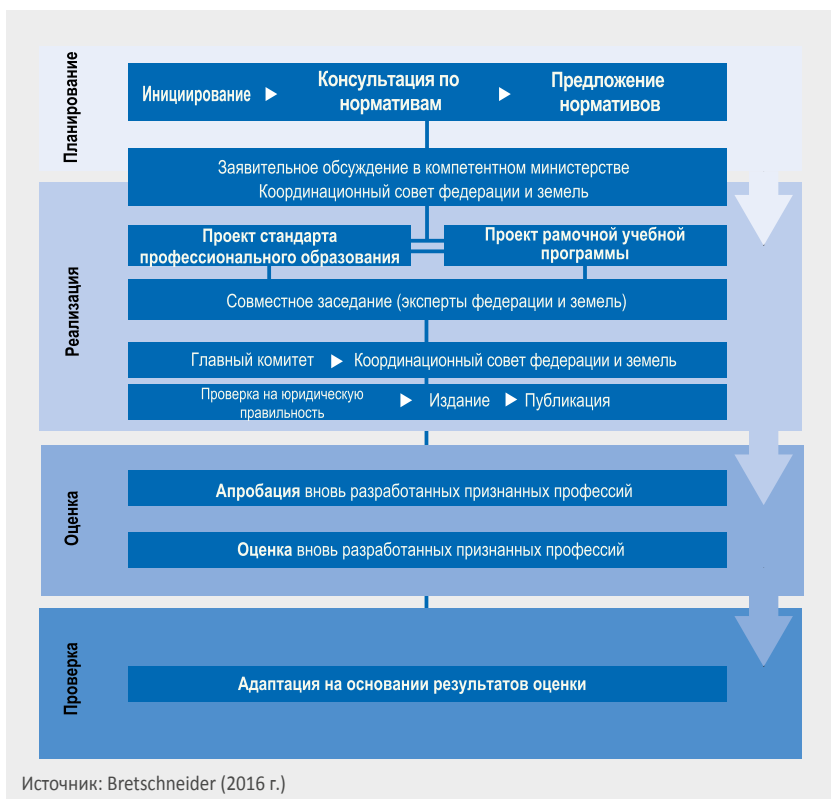 Планирование
Инициирование ▶ Консультация по нормативам ▶ Предложение нормативов
Заявительное обсуждение в компетентном министерстве
Координационный совет федерации и земель
Реализация
Проект стандарта
профессионального образования
Проект рамочной учебной
программы
Совместное заседание (эксперты федерации и земель)
Главный комитет ▶ Координационный совет федерации и земель
Проверка на юридическую
правильность
▶ Издание ▶ Публикация
Оценка
Апробация вновь разработанных признанных профессий
Оценка вновь разработанных признанных профессий
Проверка
Адаптация на основании результатов оценки
Источник: Bretschneider (2016 г.)